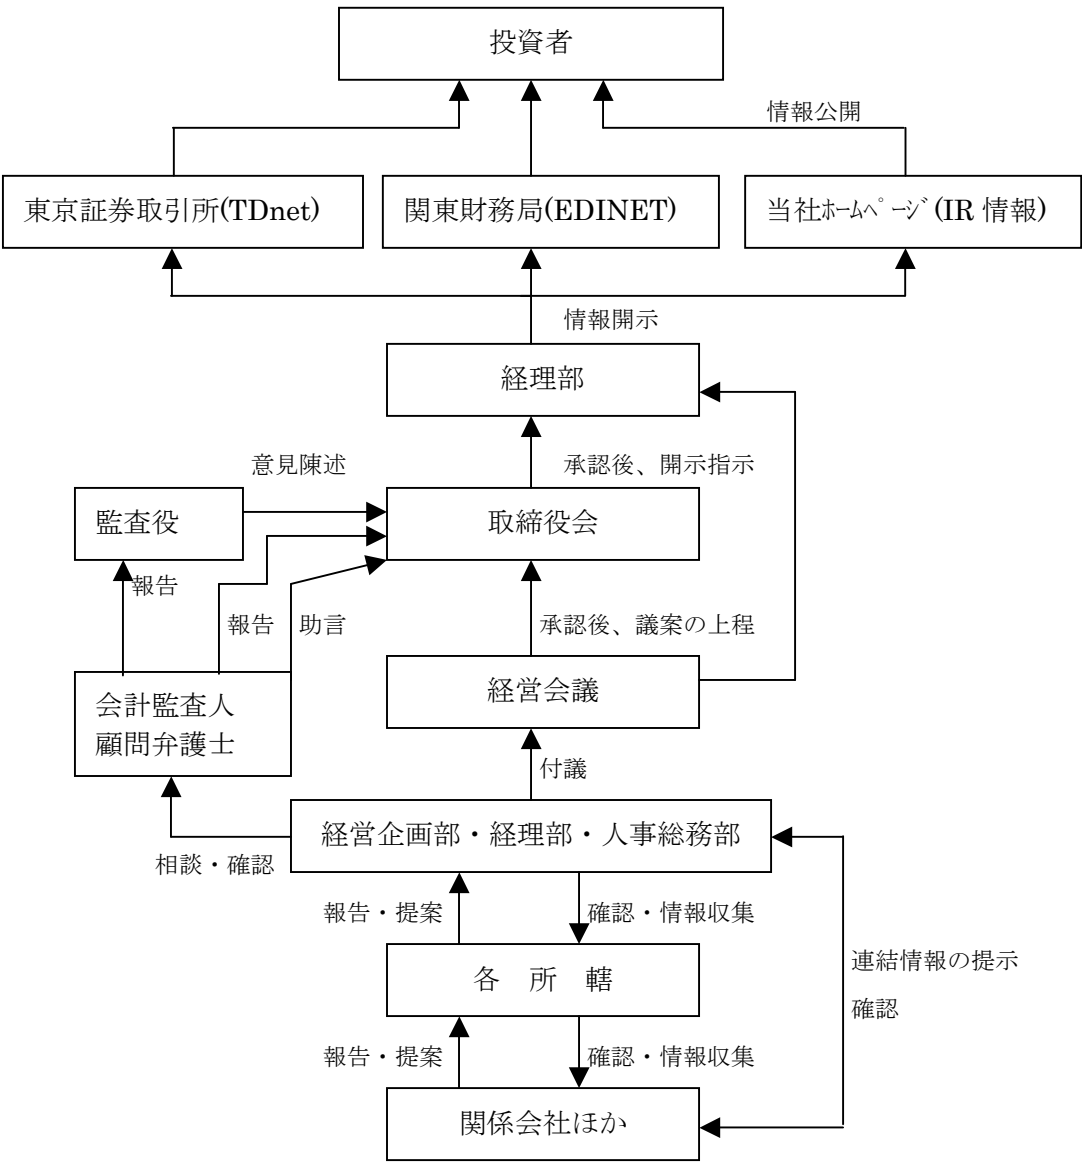 投資者
情報公開
東京証券取引所(TDnet)
関東財務局(EDINET)
当社ﾎｰﾑﾍﾟｰｼﾞ(IR 情報)
情報開示
経理部
意見陳述
承認後、開示指示
監査役
取締役会
報告
報告
助言
承認後、議案の上程
会計監査人
顧問弁護士
経営会議
付議
経営企画部・経理部・人事総務部
相談・確認
報告・提案
確認・情報収集
各 所 轄
連結情報の提示
確認
報告・提案
確認・情報収集
関係会社ほか